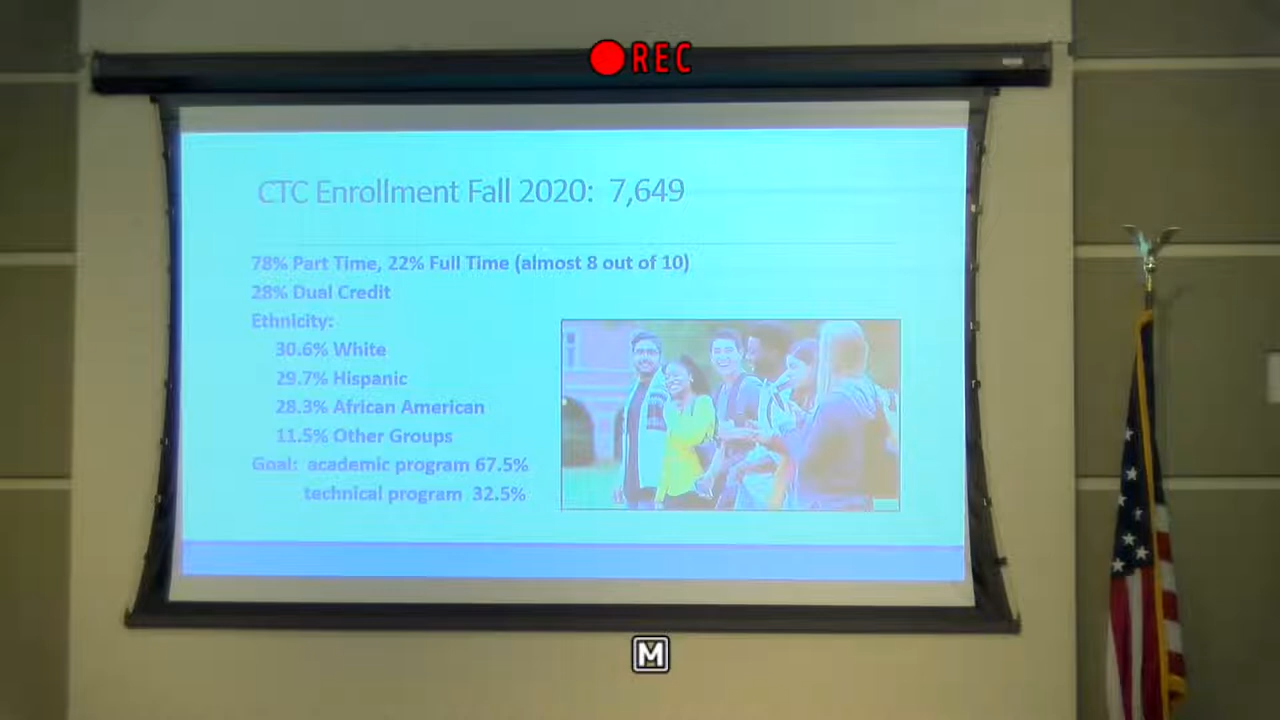 REC
CTC Enrollment Fall 2020: 7,649
78% Part Time, 22% Full Time (almost 8 out of 10)
28% Dual Credit
Ethnicity:
30.6% White
29.7% Hispanic
28.3% African American
11.5% Other Groups
Goal: academic program 67.5%
technical program 32.5%
M